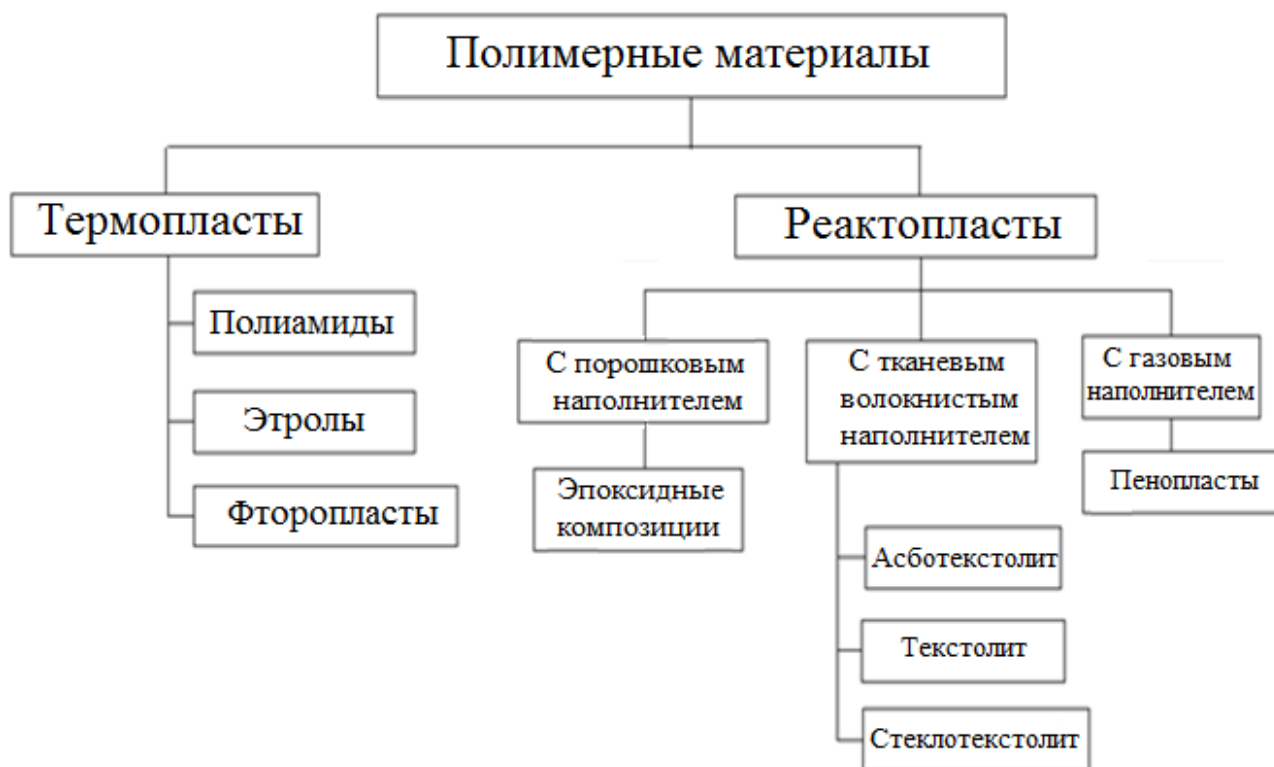 Полимерные материалы
Термопласты
Реактопласты
Полиамиды
Этролы
Фторопласты
С порошковым
наполнителем
Эпоксидные
композиции
С тканевым
волокнистым
наполнителем
Асботекстолит
Текстолит
Стеклотекстолит
С газовым
наполнителем
Пенопласты